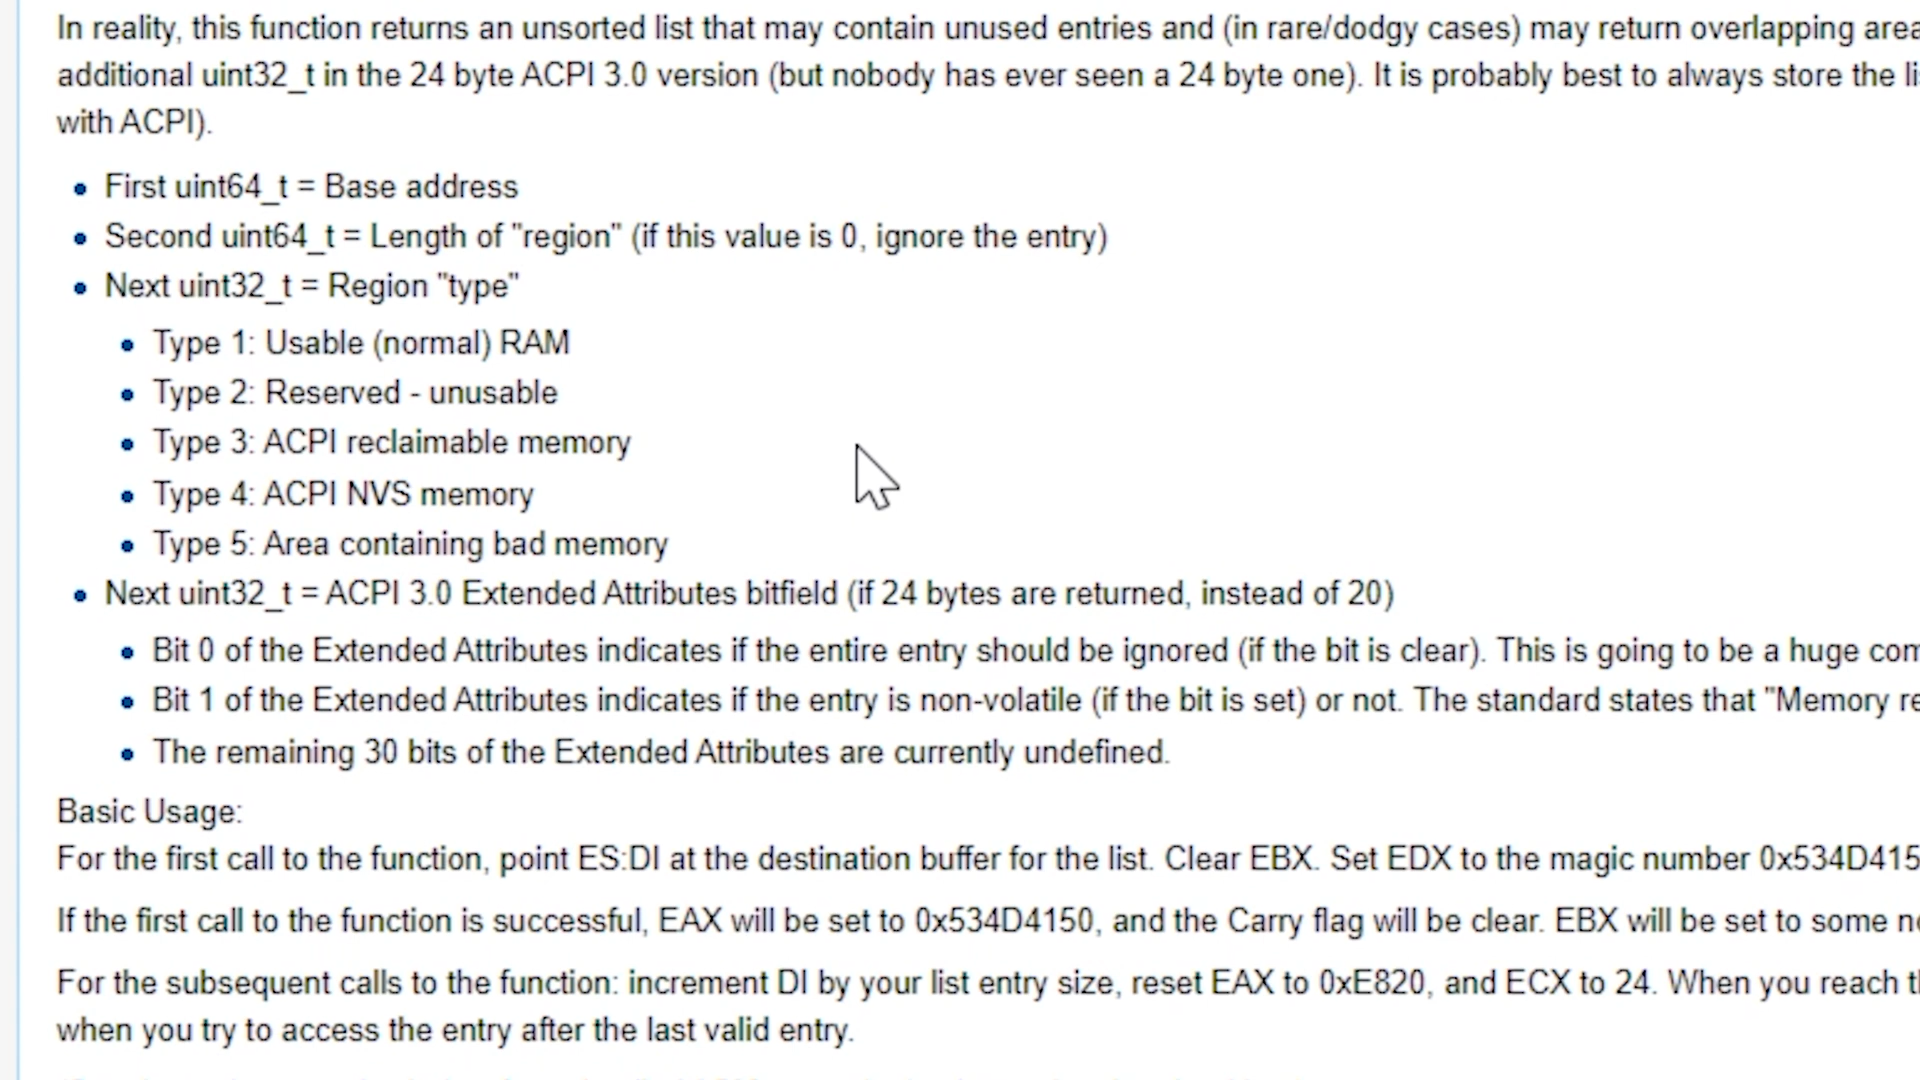 In reality, this function returns an unsorted list that may contain unused entries and (in rare/dodgy cases) may return overlapping area
additional uint32_t in the 24 byte ACPI 3.0 version (but nobody has ever seen a 24 byte one). It is probably best to always store the li
with ACPI).
• First uint64_t = Base address
• Second uint64_t = Length of "region" (if this value is 0, ignore the entry)
• Next uint32_t = Region "type"
• Type 1: Usable (normal) RAM
• Type 2: Reserved - unusable
• Type 3: ACPI reclaimable memory
• Type 4: ACPI NVS memory
• Type 5: Area containing bad memory
• Next uint32_t = ACPI 3.0 Extended Attributes bitfield (if 24 bytes are returned, instead of 20)
• Bit 0 of the Extended Attributes indicates if the entire entry should be ignored (if the bit is clear). This is going to be a huge com
• Bit 1 of the Extended Attributes indicates if the entry is non-volatile (if the bit is set) or not. The standard states that "Memory re
• The remaining 30 bits of the Extended Attributes are currently undefined.
Basic Usage:
For the first call to the function, point ES:DI at the destination buffer for the list. Clear EBX. Set EDX to the magic number 0x534D415
If the first call to the function is successful, EAX will be set to 0x534D4150, and the Carry flag will be clear. EBX will be set to some n
For the subsequent calls to the function: increment DI by your list entry size, reset EAX to 0xE820, and ECX to 24. When you reach t
when you try to access the entry after the last valid entry.